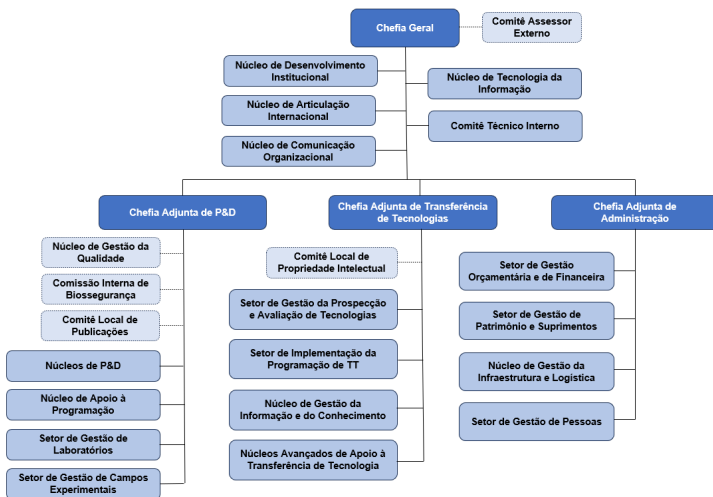 Chefia Geral
Comitê Assessor
Externo
Núcleo de Desenvolvimento
Institucional
Núcleo de Tecnologia da
Informação
Núcleo de Articulação
Internacional
Comitê Técnico Interno
Núcleo de Comunicação
Organizacional
Chefia Adjunta de P&D
Chefia Adjunta de Transferência
de Tecnologias
Chefia Adjunta de
Administração
Núcleo de Gestão da
Qualidade
Comissão Interna de
Biossegurança
Comitê Local de
Publicações
Núcleos de P&D
Núcleo de Apoio à
Programação
Setor de Gestão de
Laboratórios
Setor de Gestão de Campos
Experimentais
Comitê Local de
Propriedade Intelectual
Setor de Gestão da Prospecção
e Avaliação de Tecnologias
Setor de Implementação da
Programação de TT
Núcleo de Gestão da
Informação e do Conhecimento
Núcleos Avançados de Apoio à
Transferência de Tecnologia
Setor de Gestão
Orçamentária e de Financeira
Setor de Gestão de
Patrimônio e Suprimentos
Núcleo de Gestão da
Infraestrutura e Logística
Setor de Gestão de Pessoas